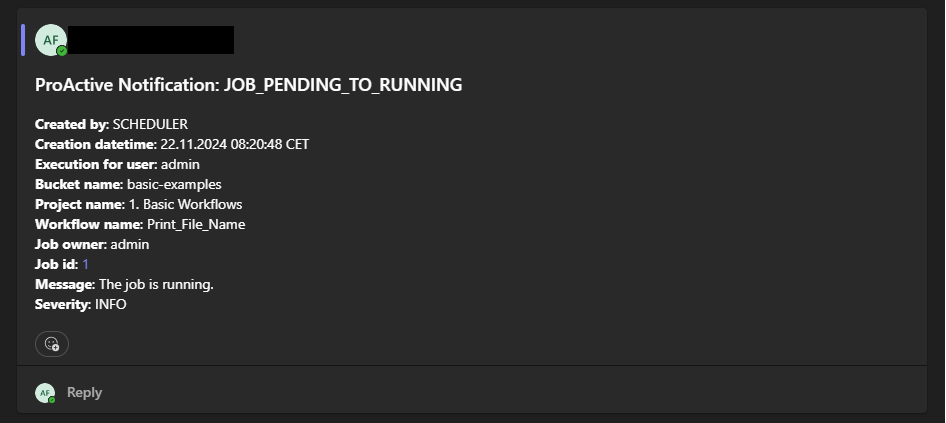 AF
ProActive Notification: JOB_PENDING_TO_RUNNING
Created by: SCHEDULER
Creation datetime: 22.11.2024 08:20:48 CET
Execution for user: admin
Bucket name: basic-examples
Project name: 1. Basic Workflows
Workflow name: Print_File_Name
Job owner: admin
Job id: 1
Message: The job is running.
Severity: INFO
AF Reply